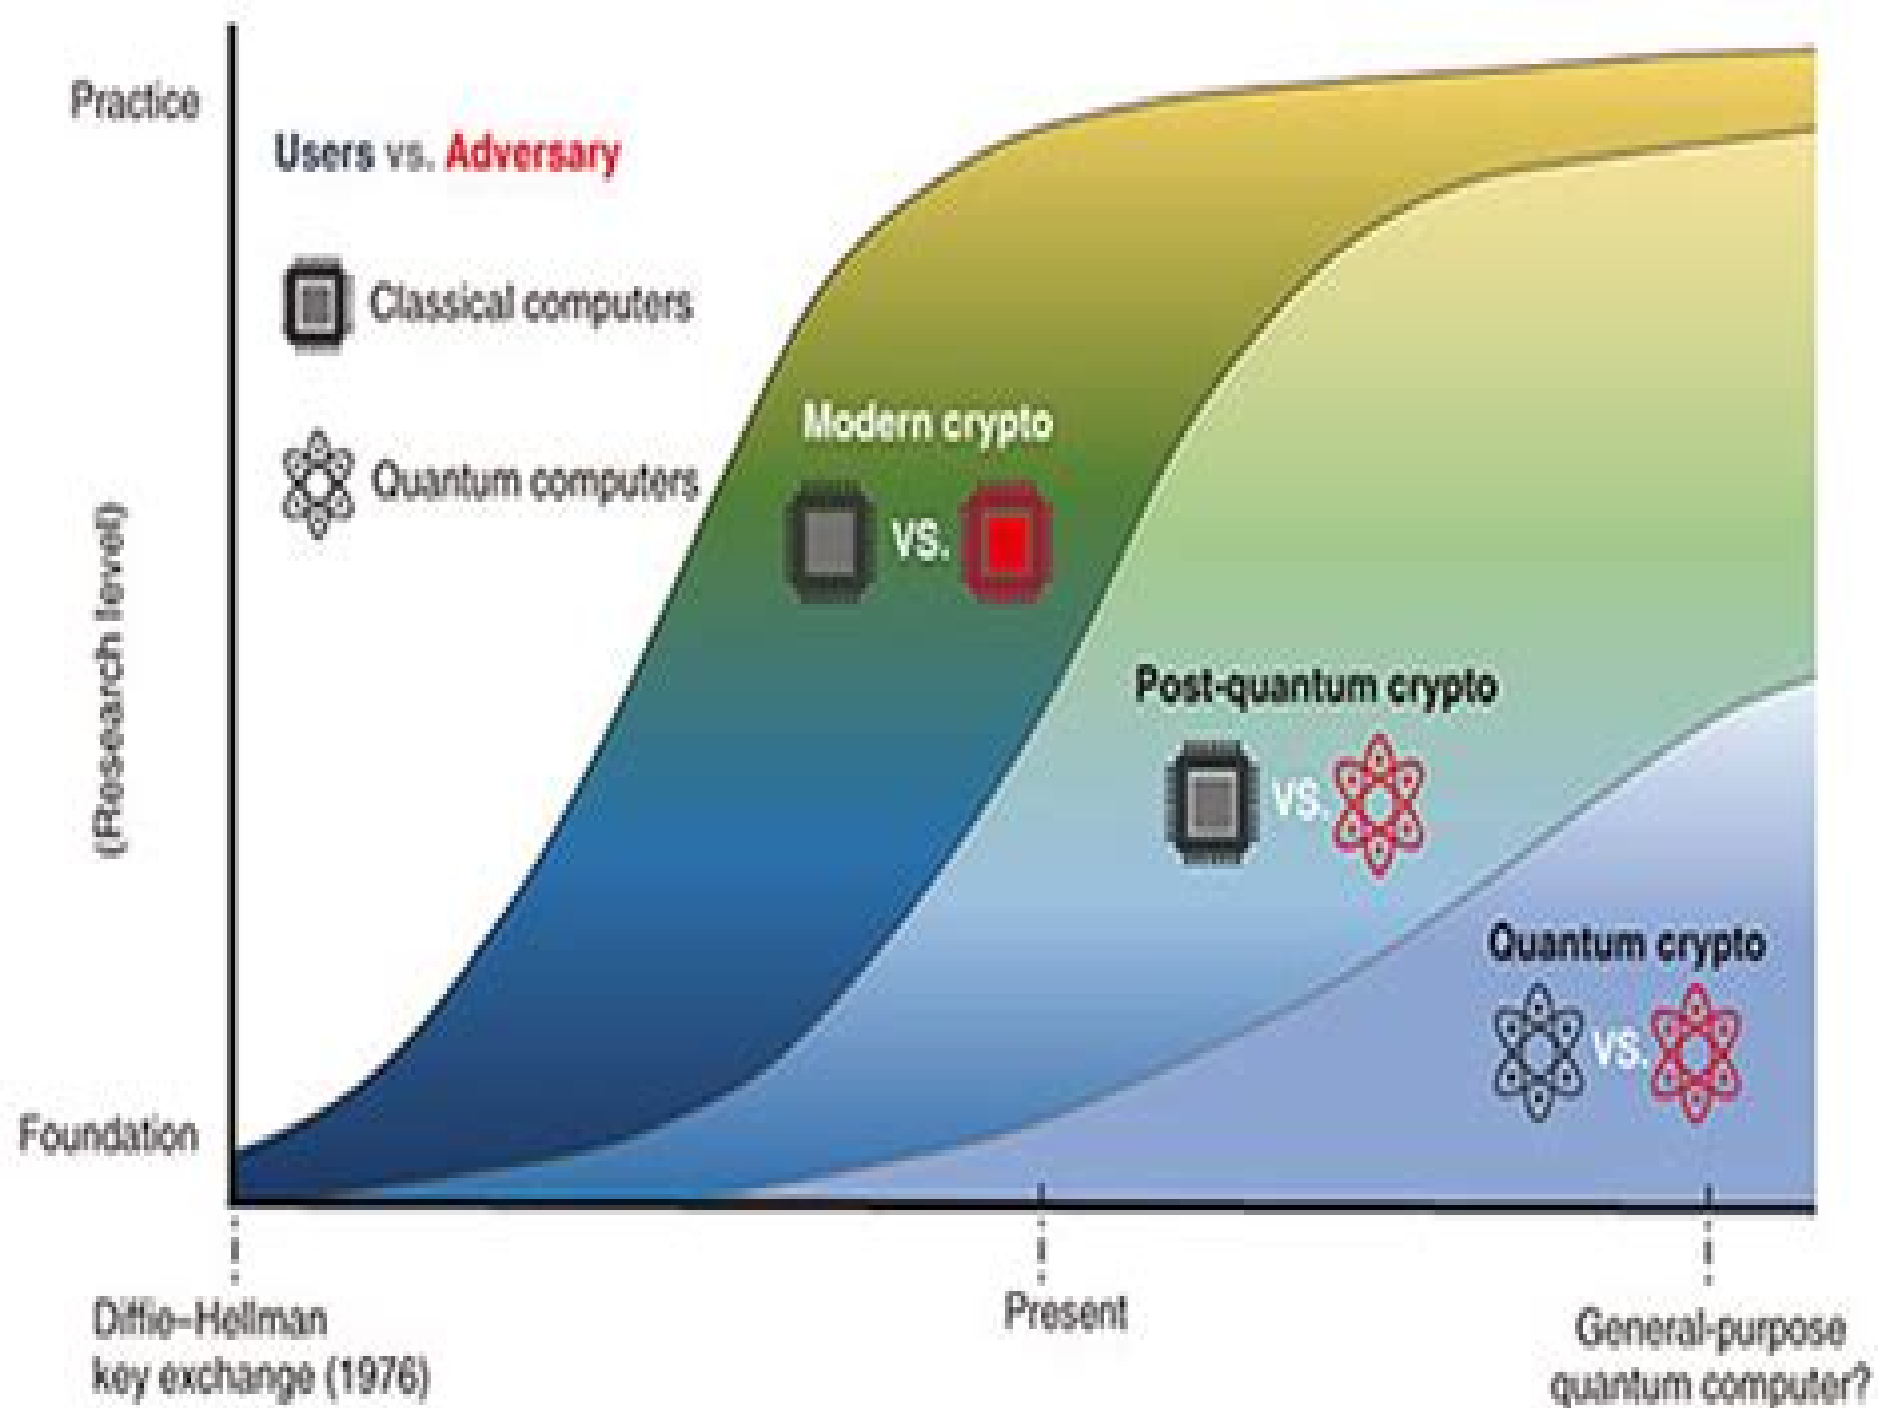 Practice
Users vs. Adversary
Classical computers
Quantum computers
(Research level)
Modern crypto
VS.
Post-quantum crypto
VS.
Quantum crypto
VS.
Foundation
Diffie–Hellman
key exchange (1976)
Present
General-purpose
quantum computer?